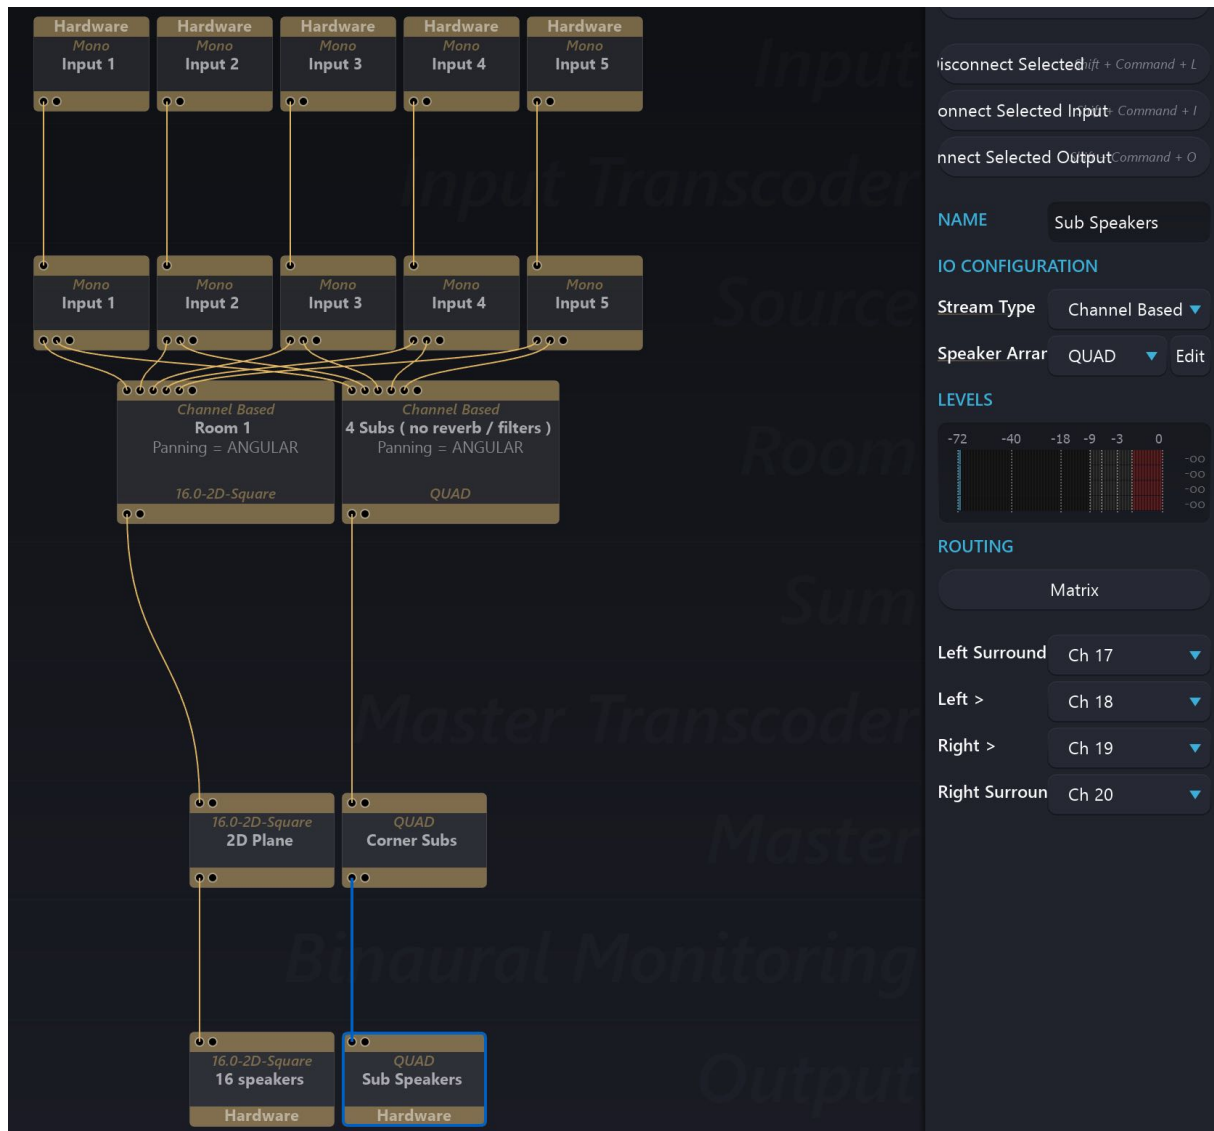 Hardware Hardware Hardware Hardware Hardware
Mono Mono Mono Mono Mono
Input 1 Input 2 Input 3 Input 4 Input 5
Input
Input Transcoder
Mono Mono Mono Mono Mono
Input 1 Input 2 Input 3 Input 4 Input 5
Source
Channel Based Channel Based
Room 1 4 Subs ( no reverb / filters )
Panning = ANGULAR Panning = ANGULAR
Room
16.0-2D-Square QUAD
Sum
Master Transcoder
16.0-2D-Square QUAD
2D Plane Corner Subs
Master
Binaural Monitoring
16.0-2D-Square QUAD
16 speakers Sub Speakers
Output
Hardware Hardware
isconnect Selected Shift + Command + L
onnect Selected Input Shift + Command + I
nnect Selected Output Shift + Command + O
NAME Sub Speakers
IO CONFIGURATION
Stream Type Channel Based
Speaker Arrar QUAD Edit
LEVELS
-72 -40 -18 -9 -3 0
-oo
-oo
-oo
-oo
ROUTING
Matrix
Left Surround Ch 17
Left > Ch 18
Right > Ch 19
Right Surroun Ch 20